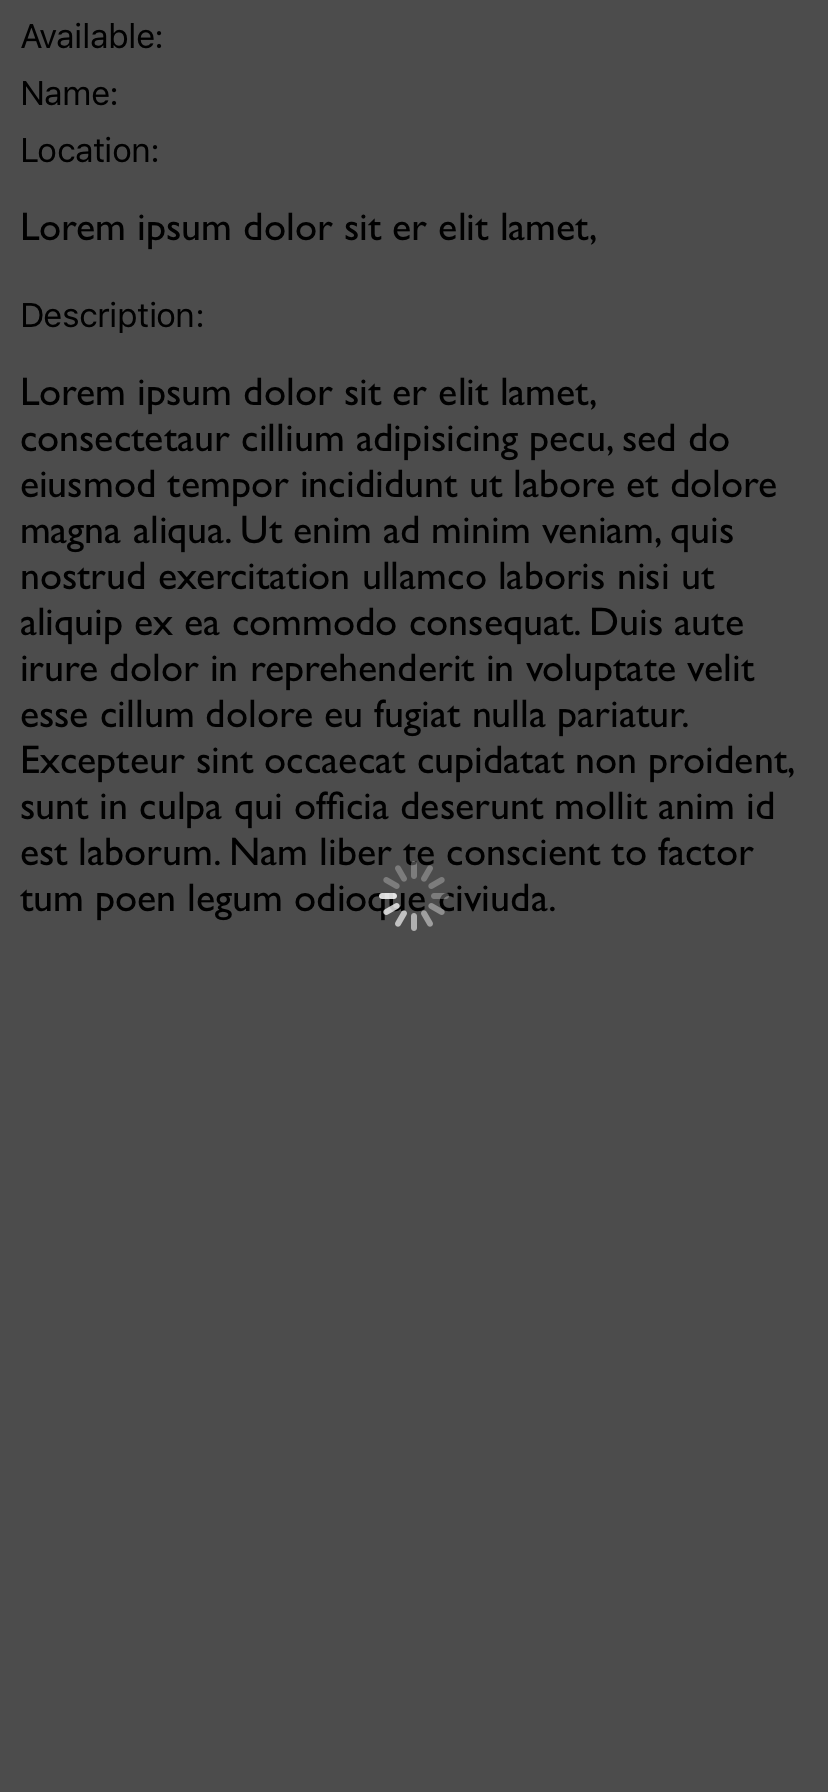 Available:
Name:
Location:
Lorem ipsum dolor sit er elit lamet,
Description:
Lorem ipsum dolor sit er elit lamet,
consectetaur cillium adipisicing pecu, sed do
eiusmod tempor incididunt ut labore et dolore
magna aliqua. Ut enim ad minim veniam, quis
nostrud exercitation ullamco laboris nisi ut
aliquip ex ea commodo consequat. Duis aute
irure dolor in reprehenderit in voluptate velit
esse cillum dolore eu fugiat nulla pariatur.
Excepteur sint occaecat cupidatat non proident,
sunt in culpa qui officia deserunt mollit anim id
est laborum. Nam liber te conscient to factor
tum poen legum odioque civiuda.